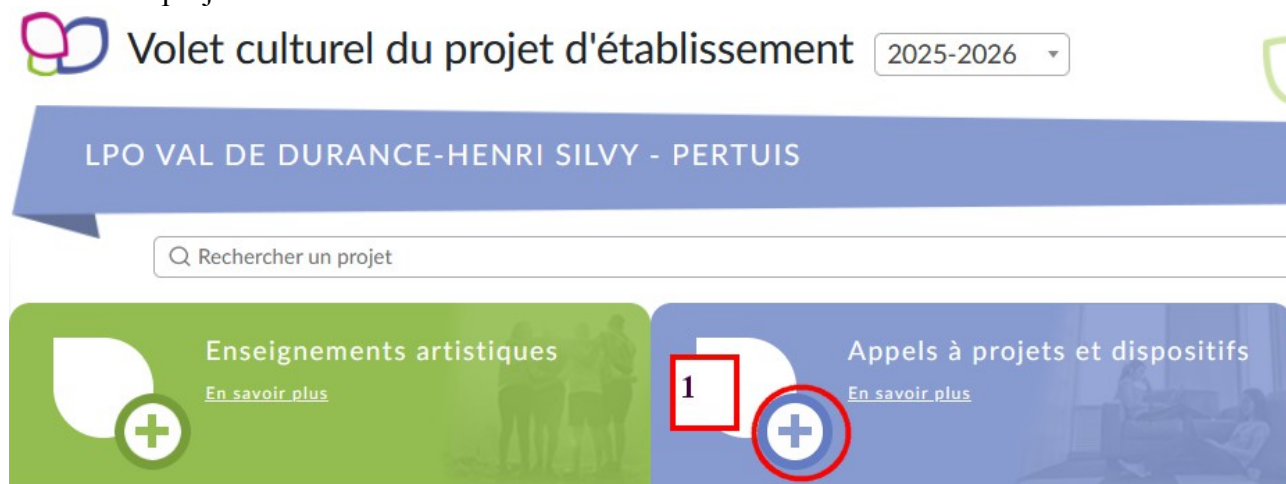 Volet culturel du projet d'établissement 2025-2026
LPO VAL DE DURANCE-HENRI SILVY - PERTUIS
Rechercher un projet
Enseignements artistiques
En savoir plus
1
Appels à projets et dispositifs
En savoir plus